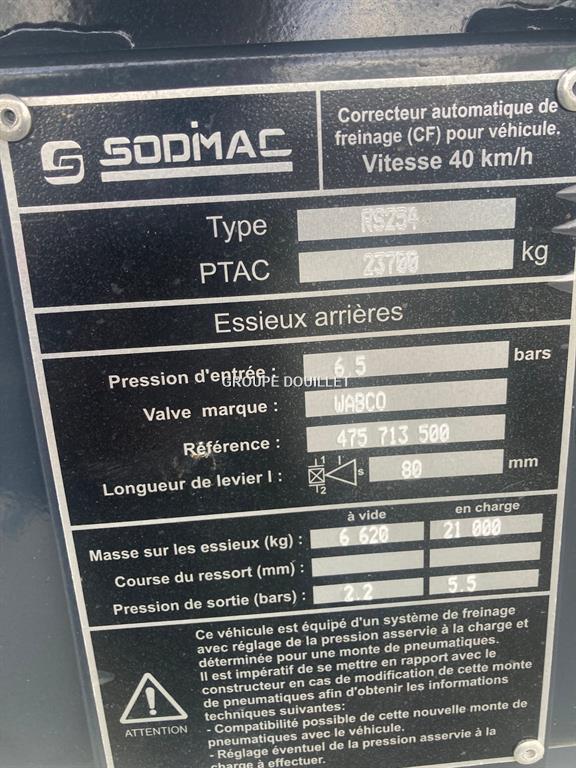 SODIMAC
Correcteur automatique de
freinage (CF) pour véhicule.
Vitesse 40 km/h
Type RS254
PTAC 23700 kg
Essieux arrières
Pression d'entrée : 6.5 bars
GROUPE DOUILLET
Valve marque : WABCO
Référence : 475 713 500
Longueur de levier l : 1 2 l s 80 mm
à vide en charge
Masse sur les essieux (kg) : 6 620 21 000
Course du ressort (mm) :
Pression de sortie (bars) : 2.2 5.5
Ce véhicule est équipé d'un système de freinage
avec réglage de la pression asservie à la charge et
déterminée pour une monte de pneumatiques.
Il est impératif de se mettre en rapport avec le
constructeur en cas de modification de cette monte
de pneumatiques afin d'obtenir les informations
techniques suivantes:
- Compatibilité possible de cette nouvelle monte de
pneumatiques avec le véhicule.
- Réglage éventuel de la pression asservie à la
charge à effectuer.
ATTENTION